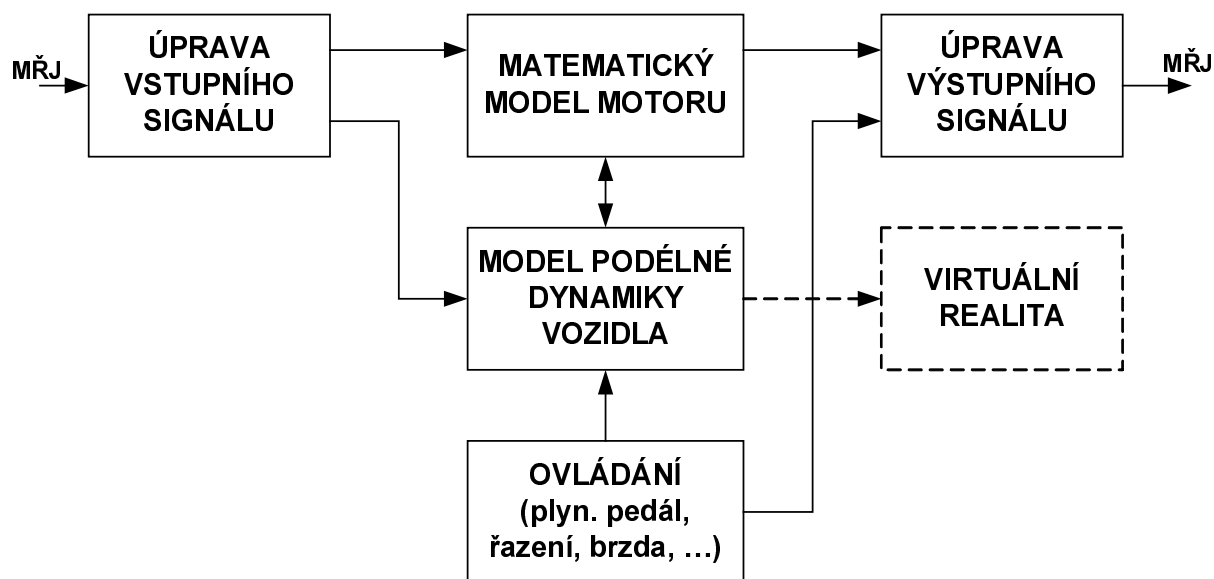 MŘJ
ÚPRAVA
VSTUPNÍHO
SIGNÁLU
MATEMATICKÝ
MODEL MOTORU
ÚPRAVA
VÝSTUPNÍHO
SIGNÁLU
MŘJ
MODEL PODÉLNÉ
DYNAMIKY
VOZIDLA
VIRTUÁLNÍ
REALITA
OVLÁDÁNÍ
(plyn. pedál,
řazení, brzda, ...)